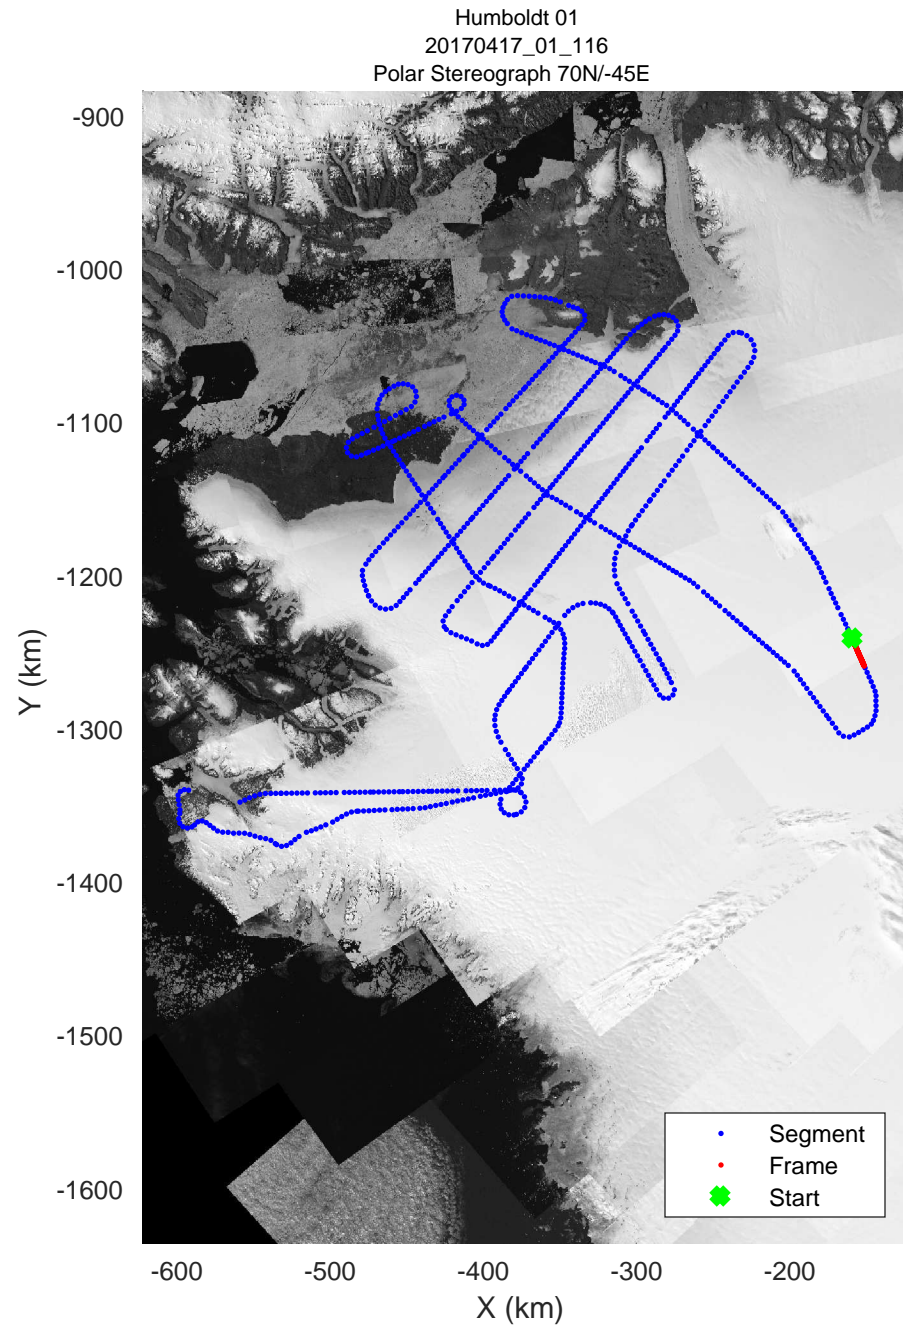 Humboldt 01
20170417_01_116
Polar Stereograph 70N/-45E
-900
-1000
-1100
-1200
-1300
-1400
-1500
-1600
Y (km)
Segment
Frame
Start
-600 -500 -400 -300 -200
X (km)